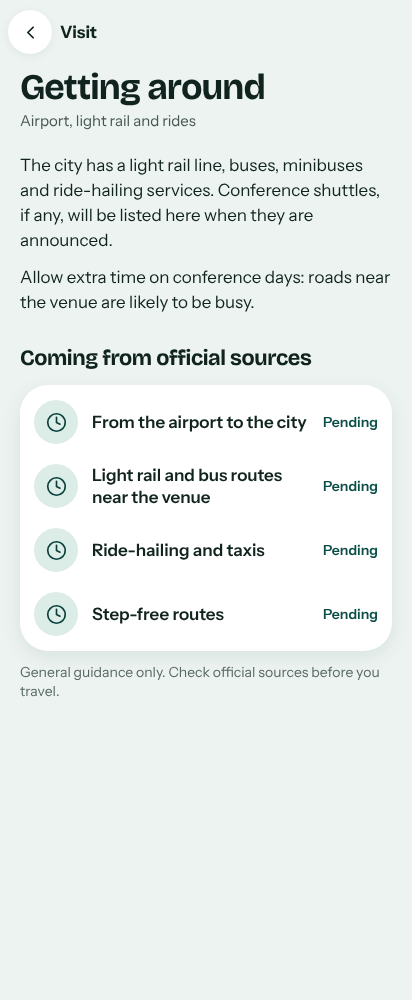 Visit
Getting around
Airport, light rail and rides
The city has a light rail line, buses, minibuses
and ride-hailing services. Conference shuttles,
if any, will be listed here when they are
announced.
Allow extra time on conference days: roads near
the venue are likely to be busy.
Coming from official sources
From the airport to the city Pending
Light rail and bus routes
near the venue Pending
Ride-hailing and taxis Pending
Step-free routes Pending
General guidance only. Check official sources before you
travel.